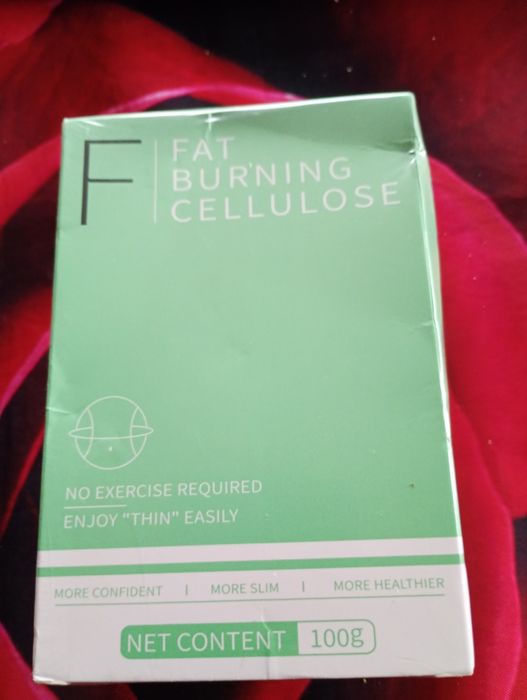 F
FAT
BURNING
CELLULOSE
NO EXERCISE REQUIRED
ENJOY "THIN" EASILY
MORE CONFIDENT | MORE SLIM | MORE HEALTHIER
NET CONTENT 100g